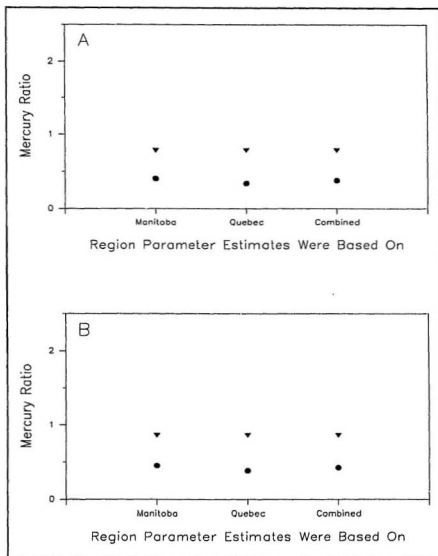 A
2
1
0
Mercury Ratio
Manitoba Quebec Combined
Region Parameter Estimates Were Based On
B
2
1
0
Mercury Ratio
Manitoba Quebec Combined
Region Parameter Estimates Were Based On